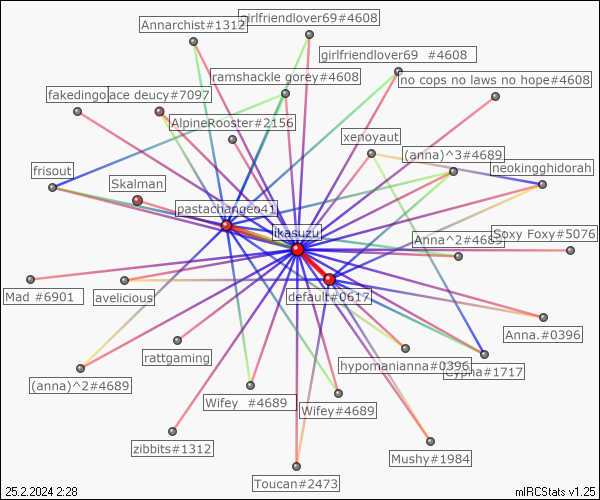 girlfriendlover69#4608
Annarchist#1312
girlfriendlover69 #4608
ramshackle gorey#4608
no cops no laws no hope#4608
fakedingo
ace deucy#7097
AlpineRooster#2156
xenoyaut
(anna)^3#4689
neokingghidorah
frisout
Skalman
pastachangeo41
ikasuzu
Anna^2#4689
Soxy Foxy#5076
Mad #6901
avelicious
default#0617
Anna.#0396
rattgaming
hypomanianna#0396
Cypha#1717
(anna)^2#4689
Wifey #4689
Wifey#4689
zibbits#1312
Mushy#1984
Toucan#2473
25.2.2024 2:28
mIRCStats v1.25